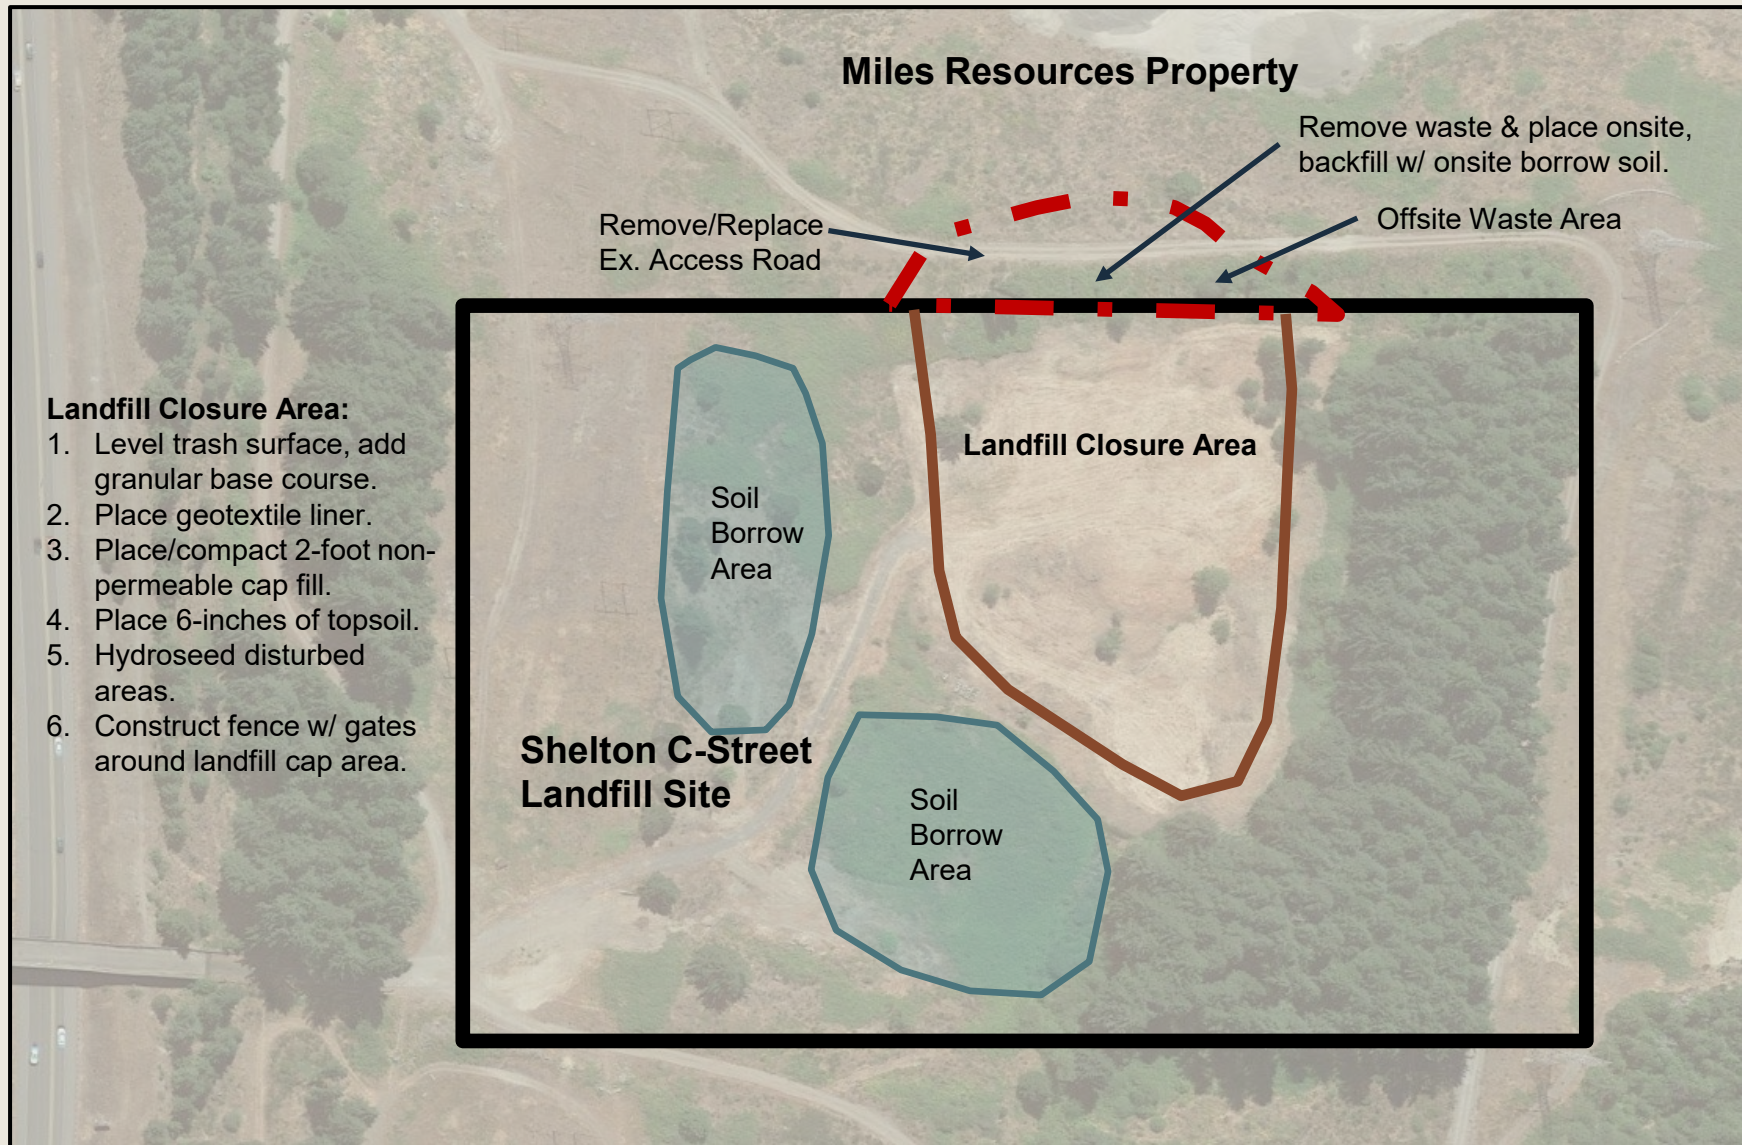 Miles Resources Property
Remove waste & place onsite,
backfill w/ onsite borrow soil.
Remove/Replace
Ex. Access Road
Offsite Waste Area
Landfill Closure Area:
1. Level trash surface, add
granular base course.
2. Place geotextile liner.
3. Place/compact 2-foot non-
permeable cap fill.
4. Place 6-inches of topsoil.
5. Hydroseed disturbed
areas.
6. Construct fence w/ gates
around landfill cap area.
Landfill Closure Area
Soil
Borrow
Area
Shelton C-Street
Landfill Site
Soil
Borrow
Area